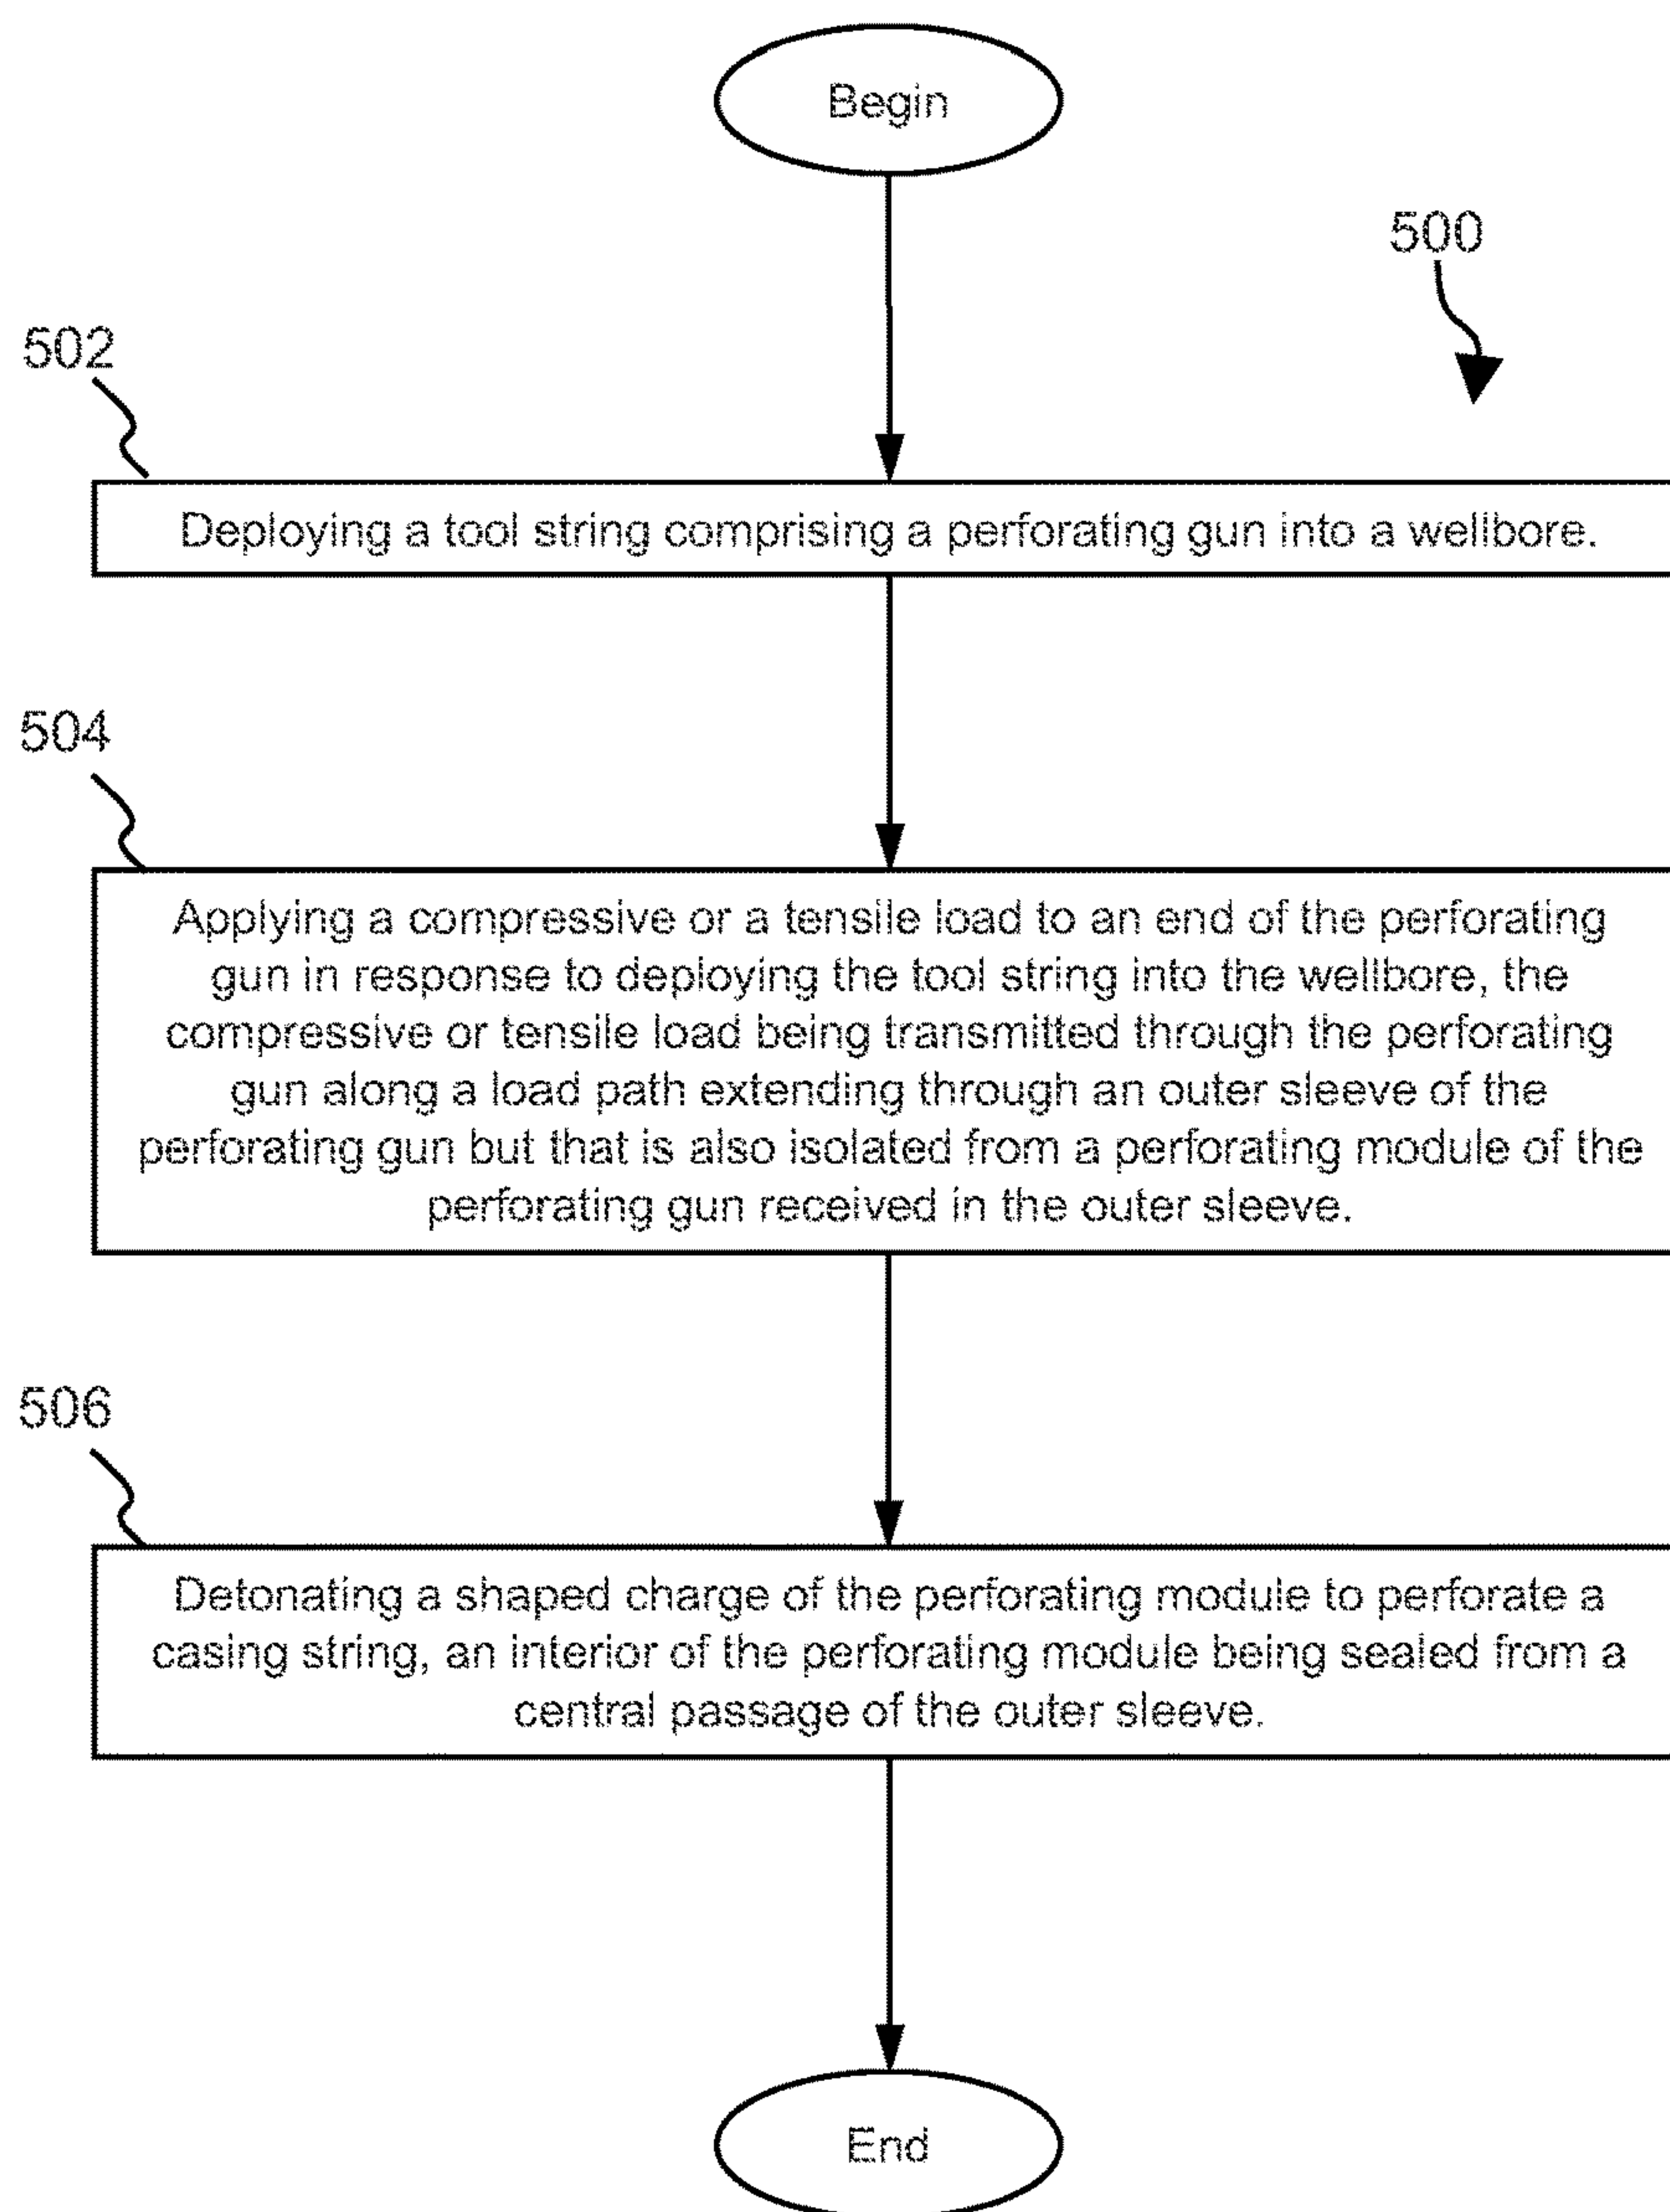 Begin
500
502
Deploying a tool string comprising a perforating gun into a wellbore.
504
Applying a compressive or a tensile load to an end of the perforating
gun in response to deploying the tool string into the wellbore, the
compressive or tensile load being transmitted through the perforating
gun along a load path extending through an outer sleeve of the
perforating gun but that is also isolated from a perforating module of the
perforating gun received in the outer sleeve.
506
Detonating a shaped charge of the perforating module to perforate a
casing string, an interior of the perforating module being sealed from a
central passage of the outer sleeve.
End